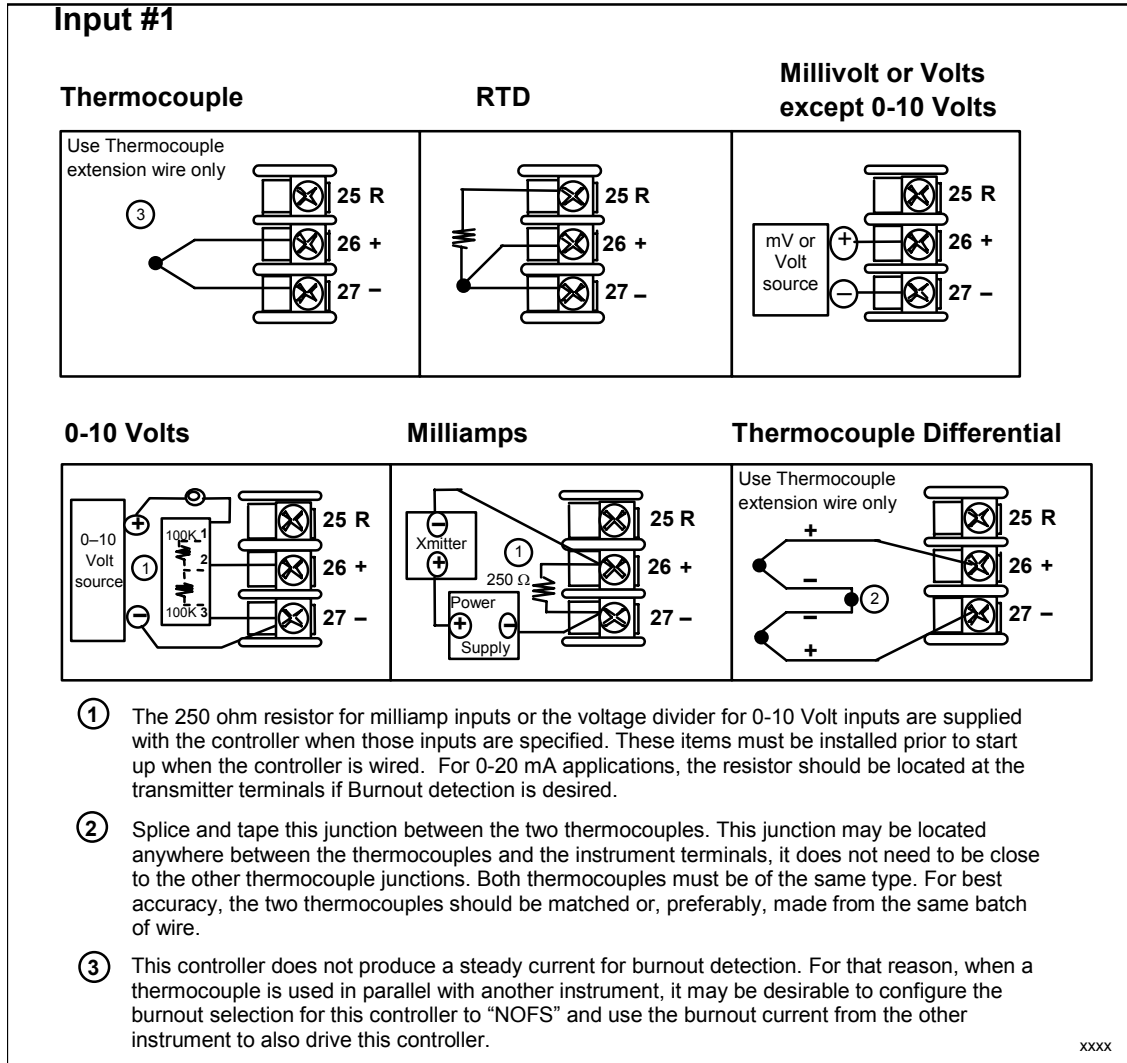 Input #1
Thermocouple
RTD
Millivolt or Volts
except 0-10 Volts
Use Thermocouple
extension wire only
3
25 R
26 +
27 –
25 R
26 +
27 –
mV or
Volt
source
+
–
25 R
26 +
27 –
0-10 Volts
Milliamps
Thermocouple Differential
0–10
Volt
source
+
–
1
100K
1
2
100K
3
25 R
26 +
27 –
–
Xmitter
+
1
250 Ω
Power
+ –
Supply
25 R
26 +
27 –
Use Thermocouple
extension wire only
+
–
2
–
+
25 R
26 +
27 –
1 The 250 ohm resistor for milliamp inputs or the voltage divider for 0-10 Volt inputs are supplied
with the controller when those inputs are specified. These items must be installed prior to start
up when the controller is wired. For 0-20 mA applications, the resistor should be located at the
transmitter terminals if Burnout detection is desired.
2 Splice and tape this junction between the two thermocouples. This junction may be located
anywhere between the thermocouples and the instrument terminals, it does not need to be close
to the other thermocouple junctions. Both thermocouples must be of the same type. For best
accuracy, the two thermocouples should be matched or, preferably, made from the same batch
of wire.
3 This controller does not produce a steady current for burnout detection. For that reason, when a
thermocouple is used in parallel with another instrument, it may be desirable to configure the
burnout selection for this controller to “NOFS” and use the burnout current from the other
instrument to also drive this controller.
xxxx